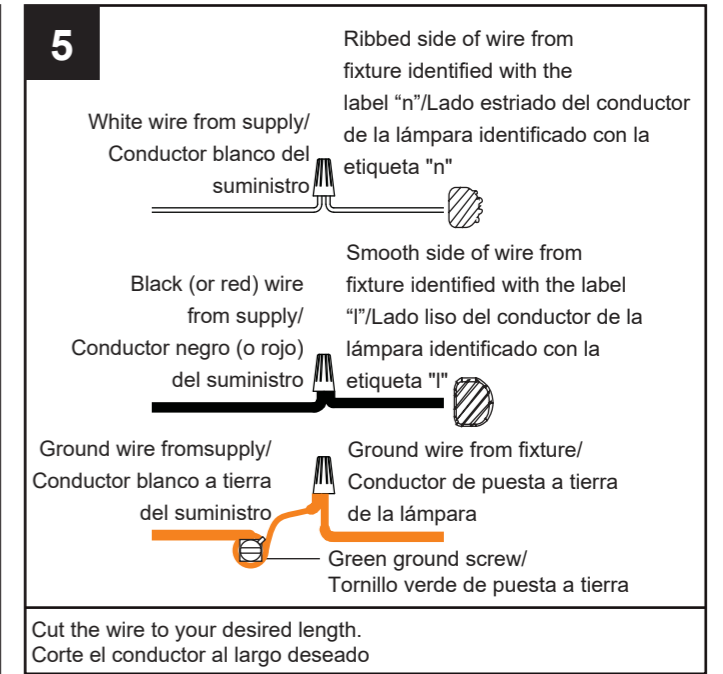 5
Ribbed side of wire from
fixture identified with the
label “n”/Lado estriado del conductor
de la lámpara identificado con la
etiqueta "n"
White wire from supply/
Conductor blanco del
suministro
Smooth side of wire from
fixture identified with the label
“l”/Lado liso del conductor de la
lámpara identificado con la
etiqueta "l"
Black (or red) wire
from supply/
Conductor negro (o rojo)
del suministro
Ground wire fromsupply/
Conductor blanco a tierra
del suministro
Ground wire from fixture/
Conductor de puesta a tierra
de la lámpara
Green ground screw/
Tornillo verde de puesta a tierra
Cut the wire to your desired length.
Corte el conductor al largo deseado